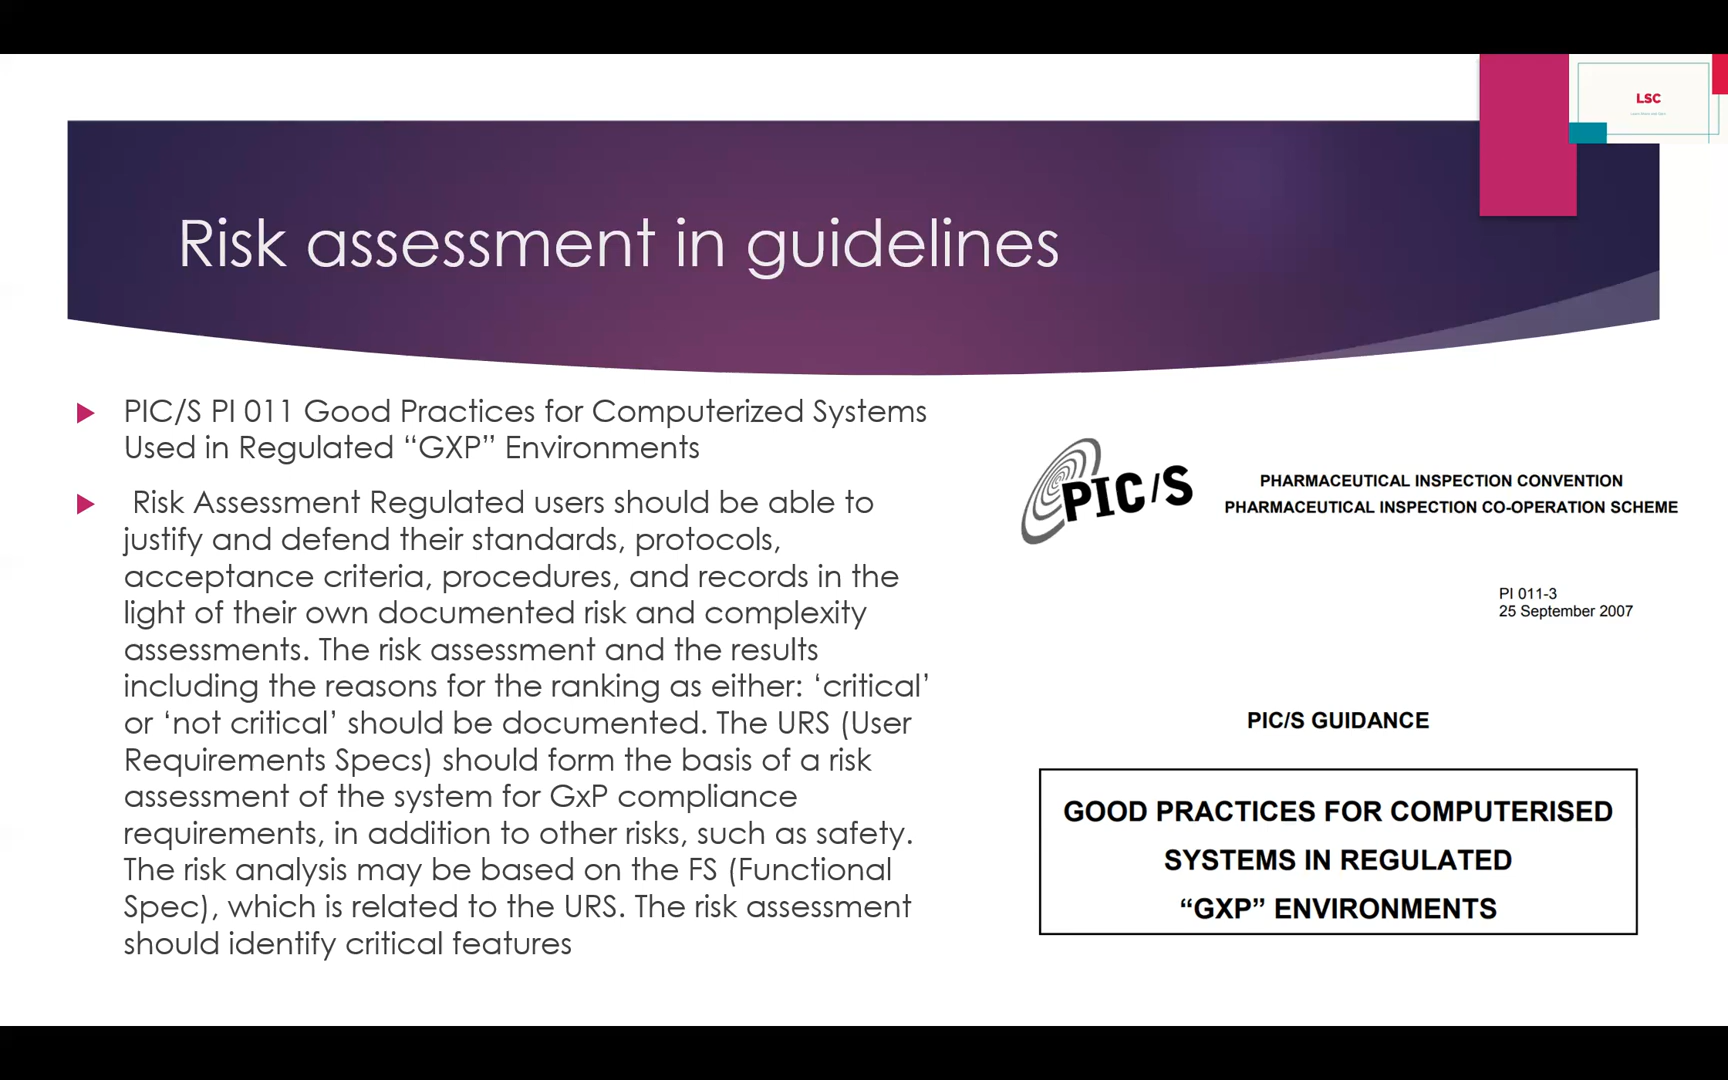 LSC
Risk assessment in guidelines
PIC/S PI 011 Good Practices for Computerized Systems
Used in Regulated “GXP” Environments
Risk Assessment Regulated users should be able to
justify and defend their standards, protocols,
acceptance criteria, procedures, and records in the
light of their own documented risk and complexity
assessments. The risk assessment and the results
including the reasons for the ranking as either: ‘critical’
or ‘not critical’ should be documented. The URS (User
Requirements Specs) should form the basis of a risk
assessment of the system for GxP compliance
requirements, in addition to other risks, such as safety.
The risk analysis may be based on the FS (Functional
Spec), which is related to the URS. The risk assessment
should identify critical features
PIC/S
PHARMACEUTICAL INSPECTION CONVENTION
PHARMACEUTICAL INSPECTION CO-OPERATION SCHEME
PI 011-3
25 September 2007
PIC/S GUIDANCE
GOOD PRACTICES FOR COMPUTERISED
SYSTEMS IN REGULATED
“GXP” ENVIRONMENTS